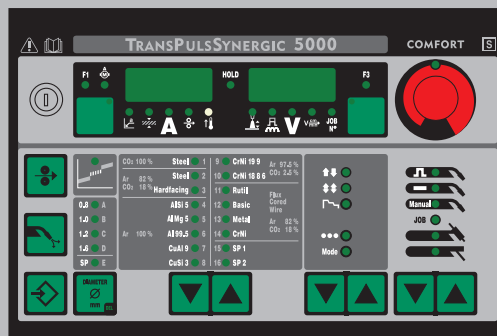 TRANSPULSSYNERGIC 5000
COMFORT
S
F1
HOLD
F3
A
V
JOB
N°
CO2 100 %
Steel 1
9 CrNi 19 9
Ar 97.5 %
CO2 2.5 %
Ar 82 %
CO2 18 %
Steel 2
10 CrNi 18 8 6
Hardfacing 3
11 Rutil
Flux
Cored
Wire
0.8 A
AlSi 5 4
12 Basic
1.0 B
AlMg 5 5
13 Metal
Ar 82 %
CO2 18 %
1.2 C
Ar 100 %
Al 99.5 6
14 CrNi
1.6 D
CuAl 9 7
15 SP 1
SP E
CuSi 3 8
16 SP 2
Mode
Manual
JOB
DIAMETER
Ø
mm